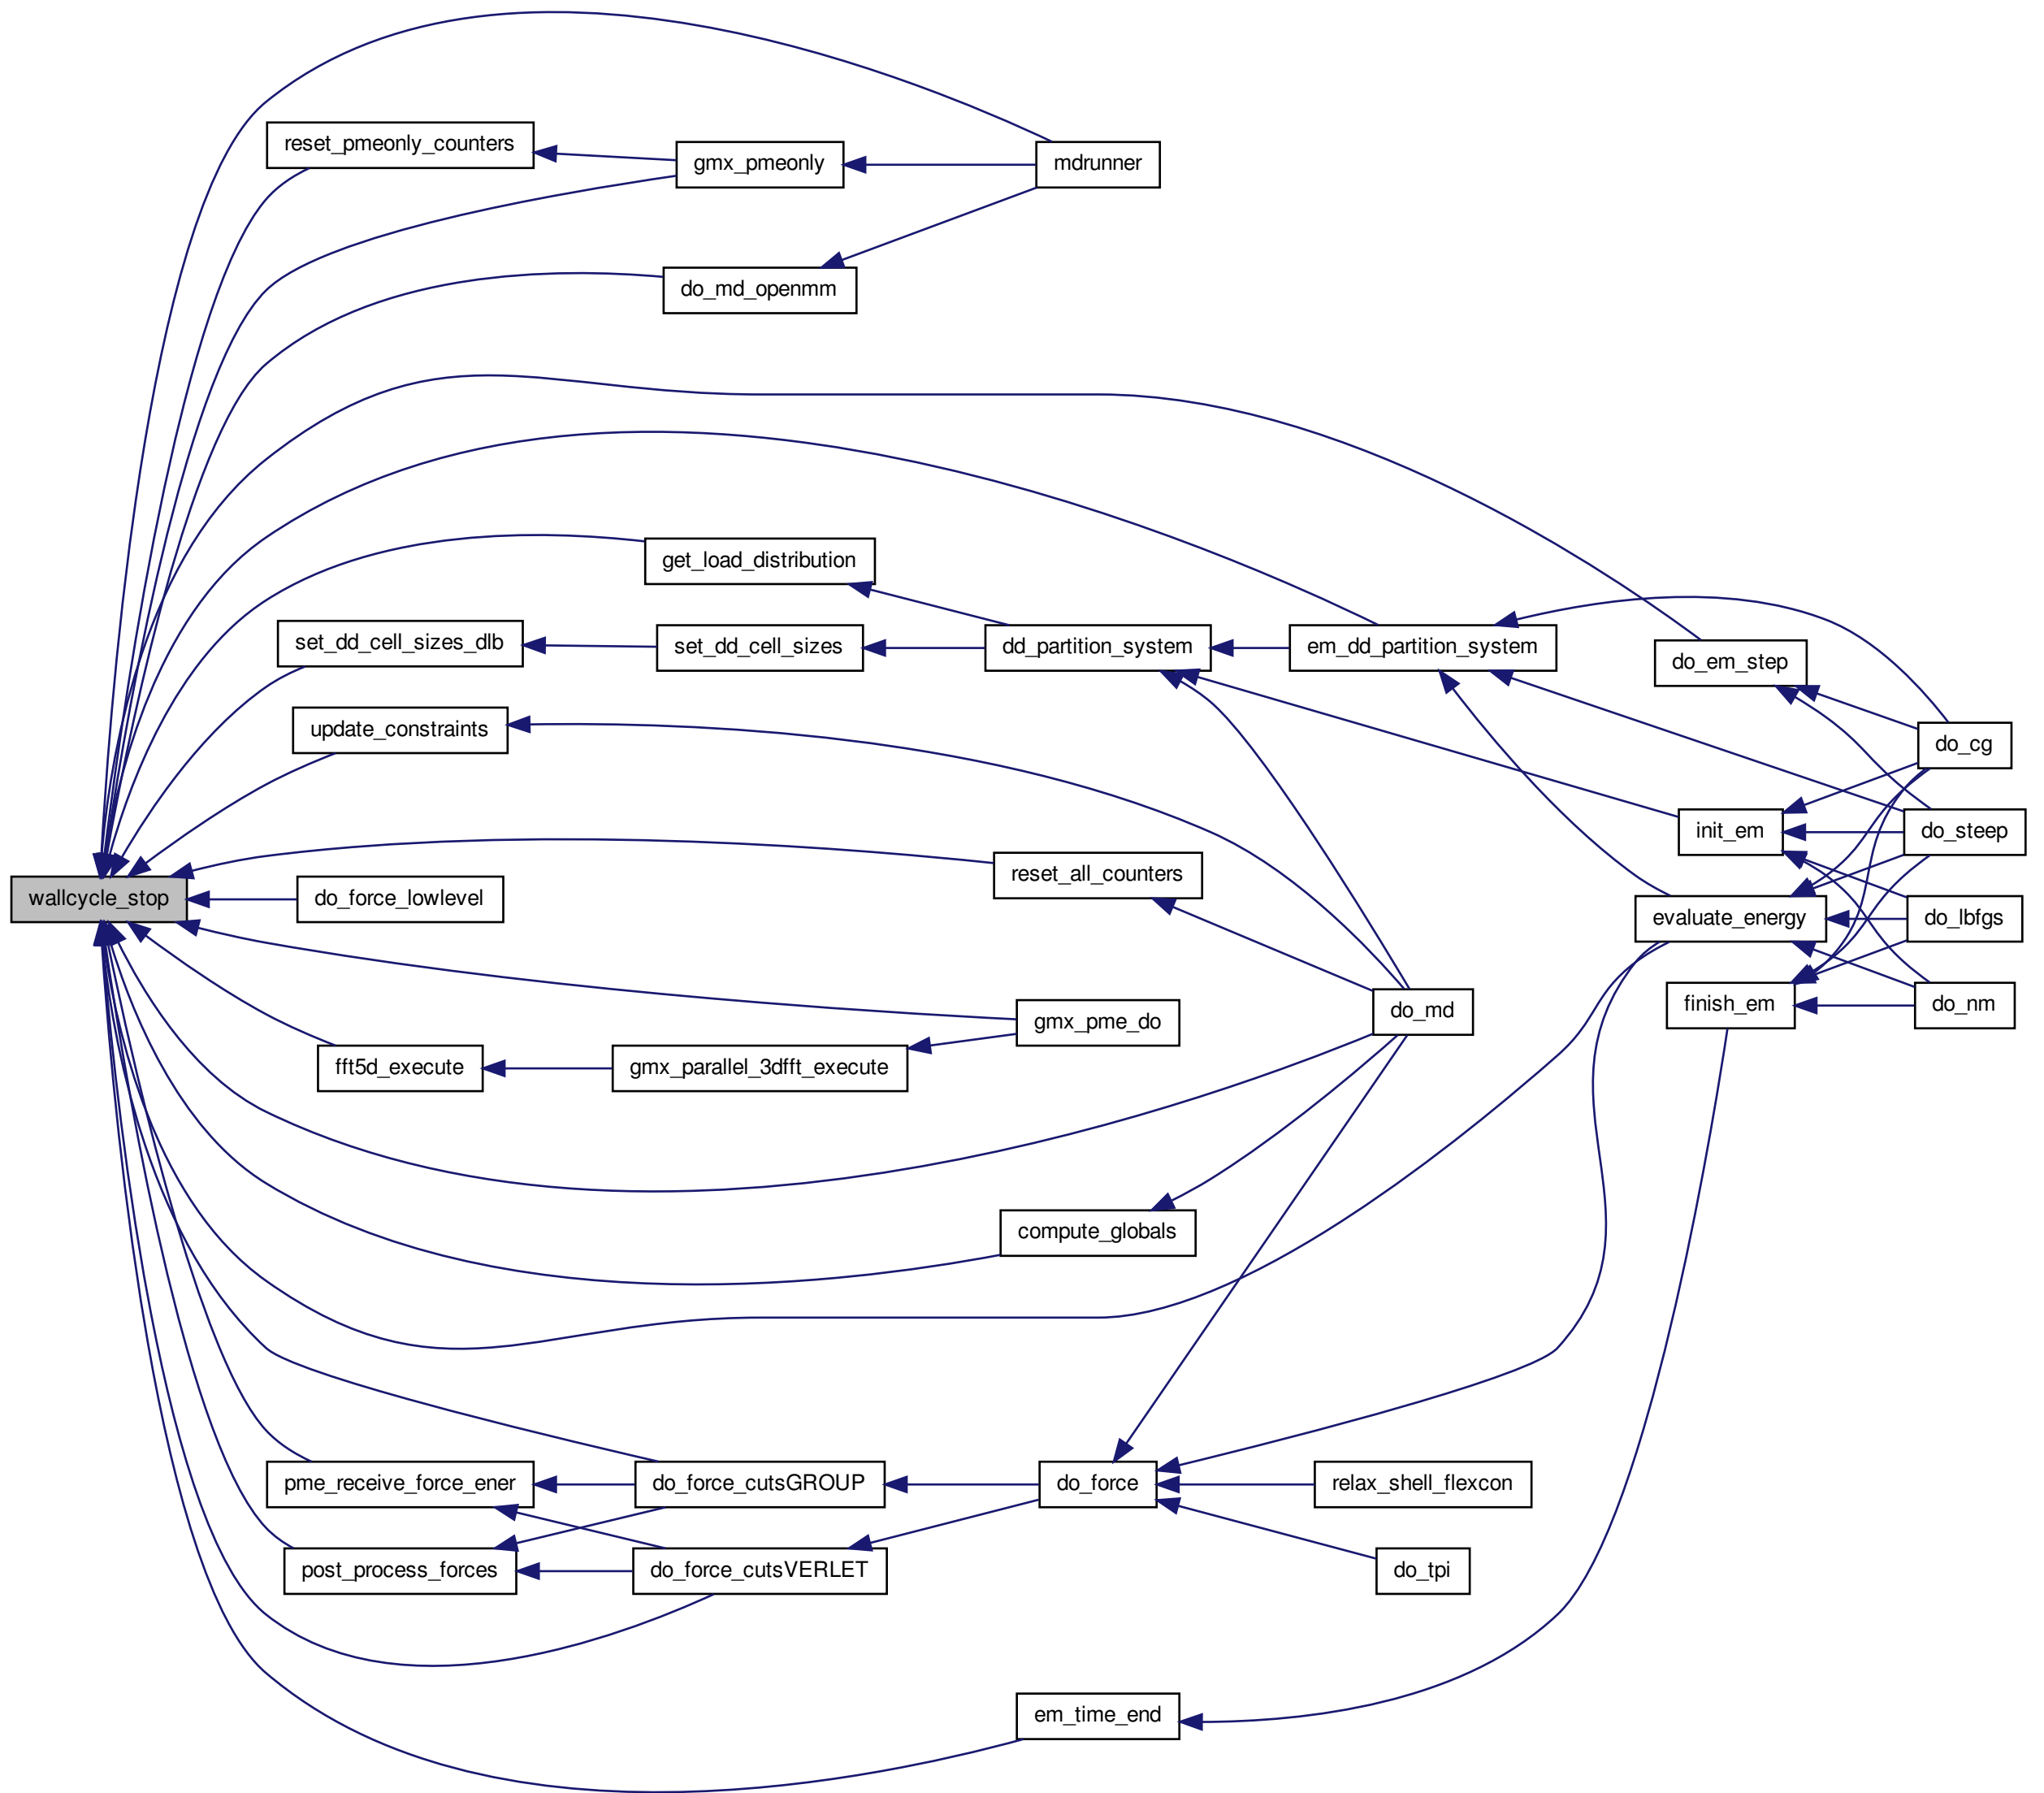 reset_pmeonly_counters
gmx_pmeonly
mdrunner
do_md_openmm
get_load_distribution
set_dd_cell_sizes_dlb
set_dd_cell_sizes
dd_partition_system
em_dd_partition_system
do_em_step
update_constraints
do_cg
init_em
do_steep
reset_all_counters
wallcycle_stop
do_force_lowlevel
evaluate_energy
do_lbfgs
do_md
finish_em
do_nm
gmx_pme_do
fft5d_execute
gmx_parallel_3dfft_execute
compute_globals
pme_receive_force_ener
do_force_cutsGROUP
do_force
relax_shell_flexcon
post_process_forces
do_force_cutsVERLET
do_tpi
em_time_end